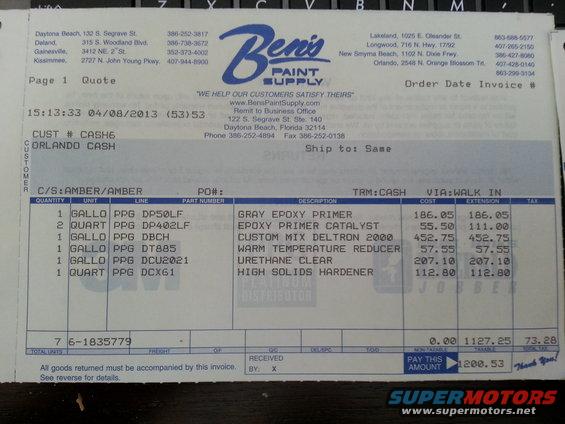 Daytona Beach, 132 S. Segrave St. 386-252-3817
Deland, 315 S. Woodland Blvd. 386-738-3672
Gainesville, 3412 NE. 2nd St. 352-373-4002
Kissimmee, 2727 N. John Young Pkwy. 407-944-8900
Ben's
PAINT
SUPPLY
Lakeland, 1025 E. Oleander St. 863-688-5577
Longwood, 716 N. Hwy. 17/92 407-265-2150
New Smyrna Beach, 1102 N. Dixie Frwy. 386-427-8080
Orlando, 2548 N. Orange Blossom Trl. 407-428-0140
863-299-3134
Page 1 Quote
Order Date Invoice #
"WE HELP OUR CUSTOMERS SATISFY THEIRS"
www.BensPaintSupply.com
Remit to Business Office
122 S. Segrave St. Ste. 140
Daytona Beach, Florida 32114
Phone 386-252-4894 Fax 386-252-0138
15:13:33 04/08/2013 (53)53
CUST # CASH6
ORLANDO CASH
Ship to: Same
CUSTOMER
C/S:AMBER/AMBER PO#: TRM:CASH VIA:WALK IN
QUANTITY UNIT LINE PART NUMBER DESCRIPTION COST EXTENSION TAX
1 GALLO PPG DP50LF GRAY EPOXY PRIMER 186.05 186.05
2 QUART PPG DP402LF EPOXY PRIMER CATALYST 55.50 111.00
1 GALLO PPG DBCH CUSTOM MIX DELTRON 2000 452.75 452.75
1 GALLO PPG DT885 WARM TEMPERATURE REDUCER 57.55 57.55
1 GALLO PPG DCU2021 URETHANE CLEAR 207.10 207.10
1 QUART PPG DCX61 HIGH SOLIDS HARDENER 112.80 112.80
PLATINUM
DISTRIBUTOR
JOBBER
7 6-1835779 - 0.00 1127.25 73.28
TOTAL UNITS FREIGHT O/P O/C DEL/SPC. T/O/D NON-TAXABLE TAXABLE TOTAL TAX
All goods returned must be accompanied by this invoice.
See reverse for details.
RECEIVED
BY: X
PAY THIS
AMOUNT
1200.53
Thank You!
SUPERMOTORS
www.supermotors.net